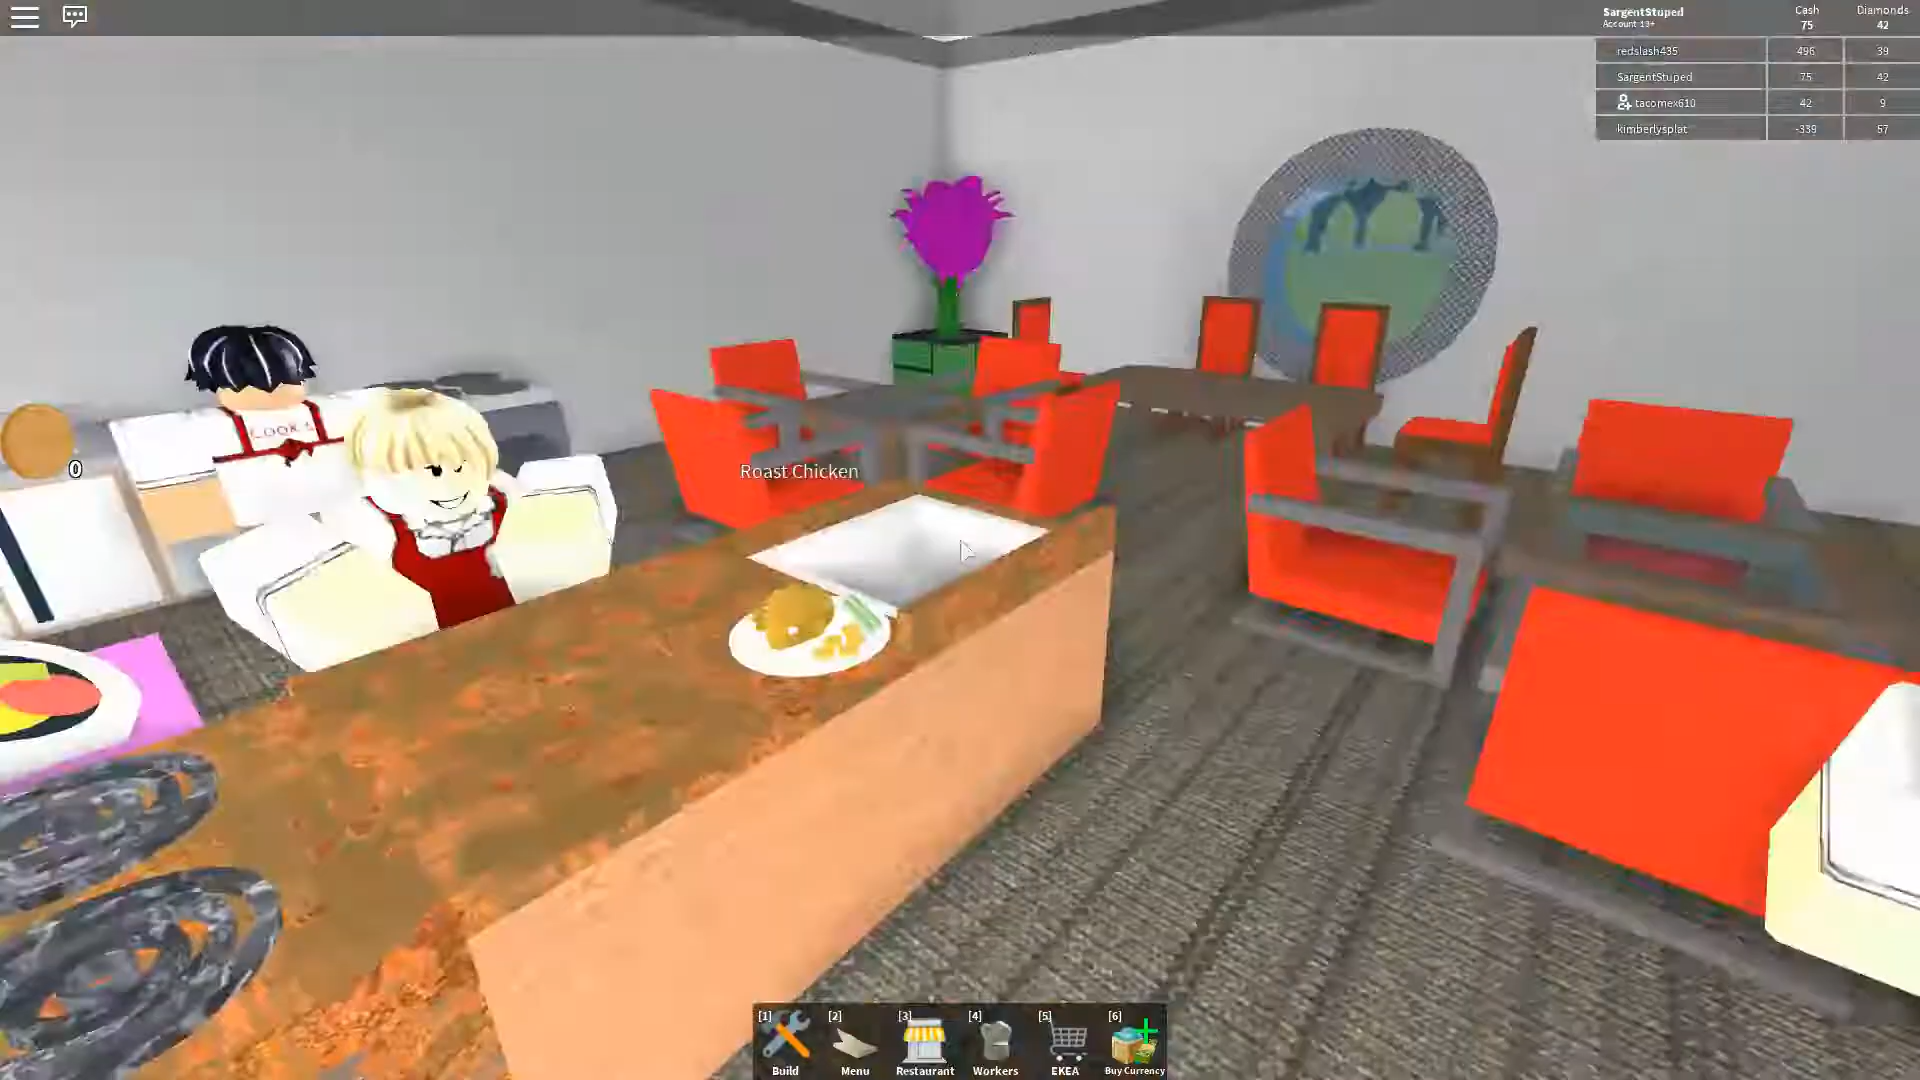 SargentStuped
Account 13+
Cash
75
Diamonds
42
redslash435 496 39
SargentStuped 75 42
tacomex610 42 9
kimberlysplat -339 57
COOK
0
Roast Chicken
[1] [2] [3] [4] [5] [6]
Build Menu Restaurant Workers EKEA Buy Currency